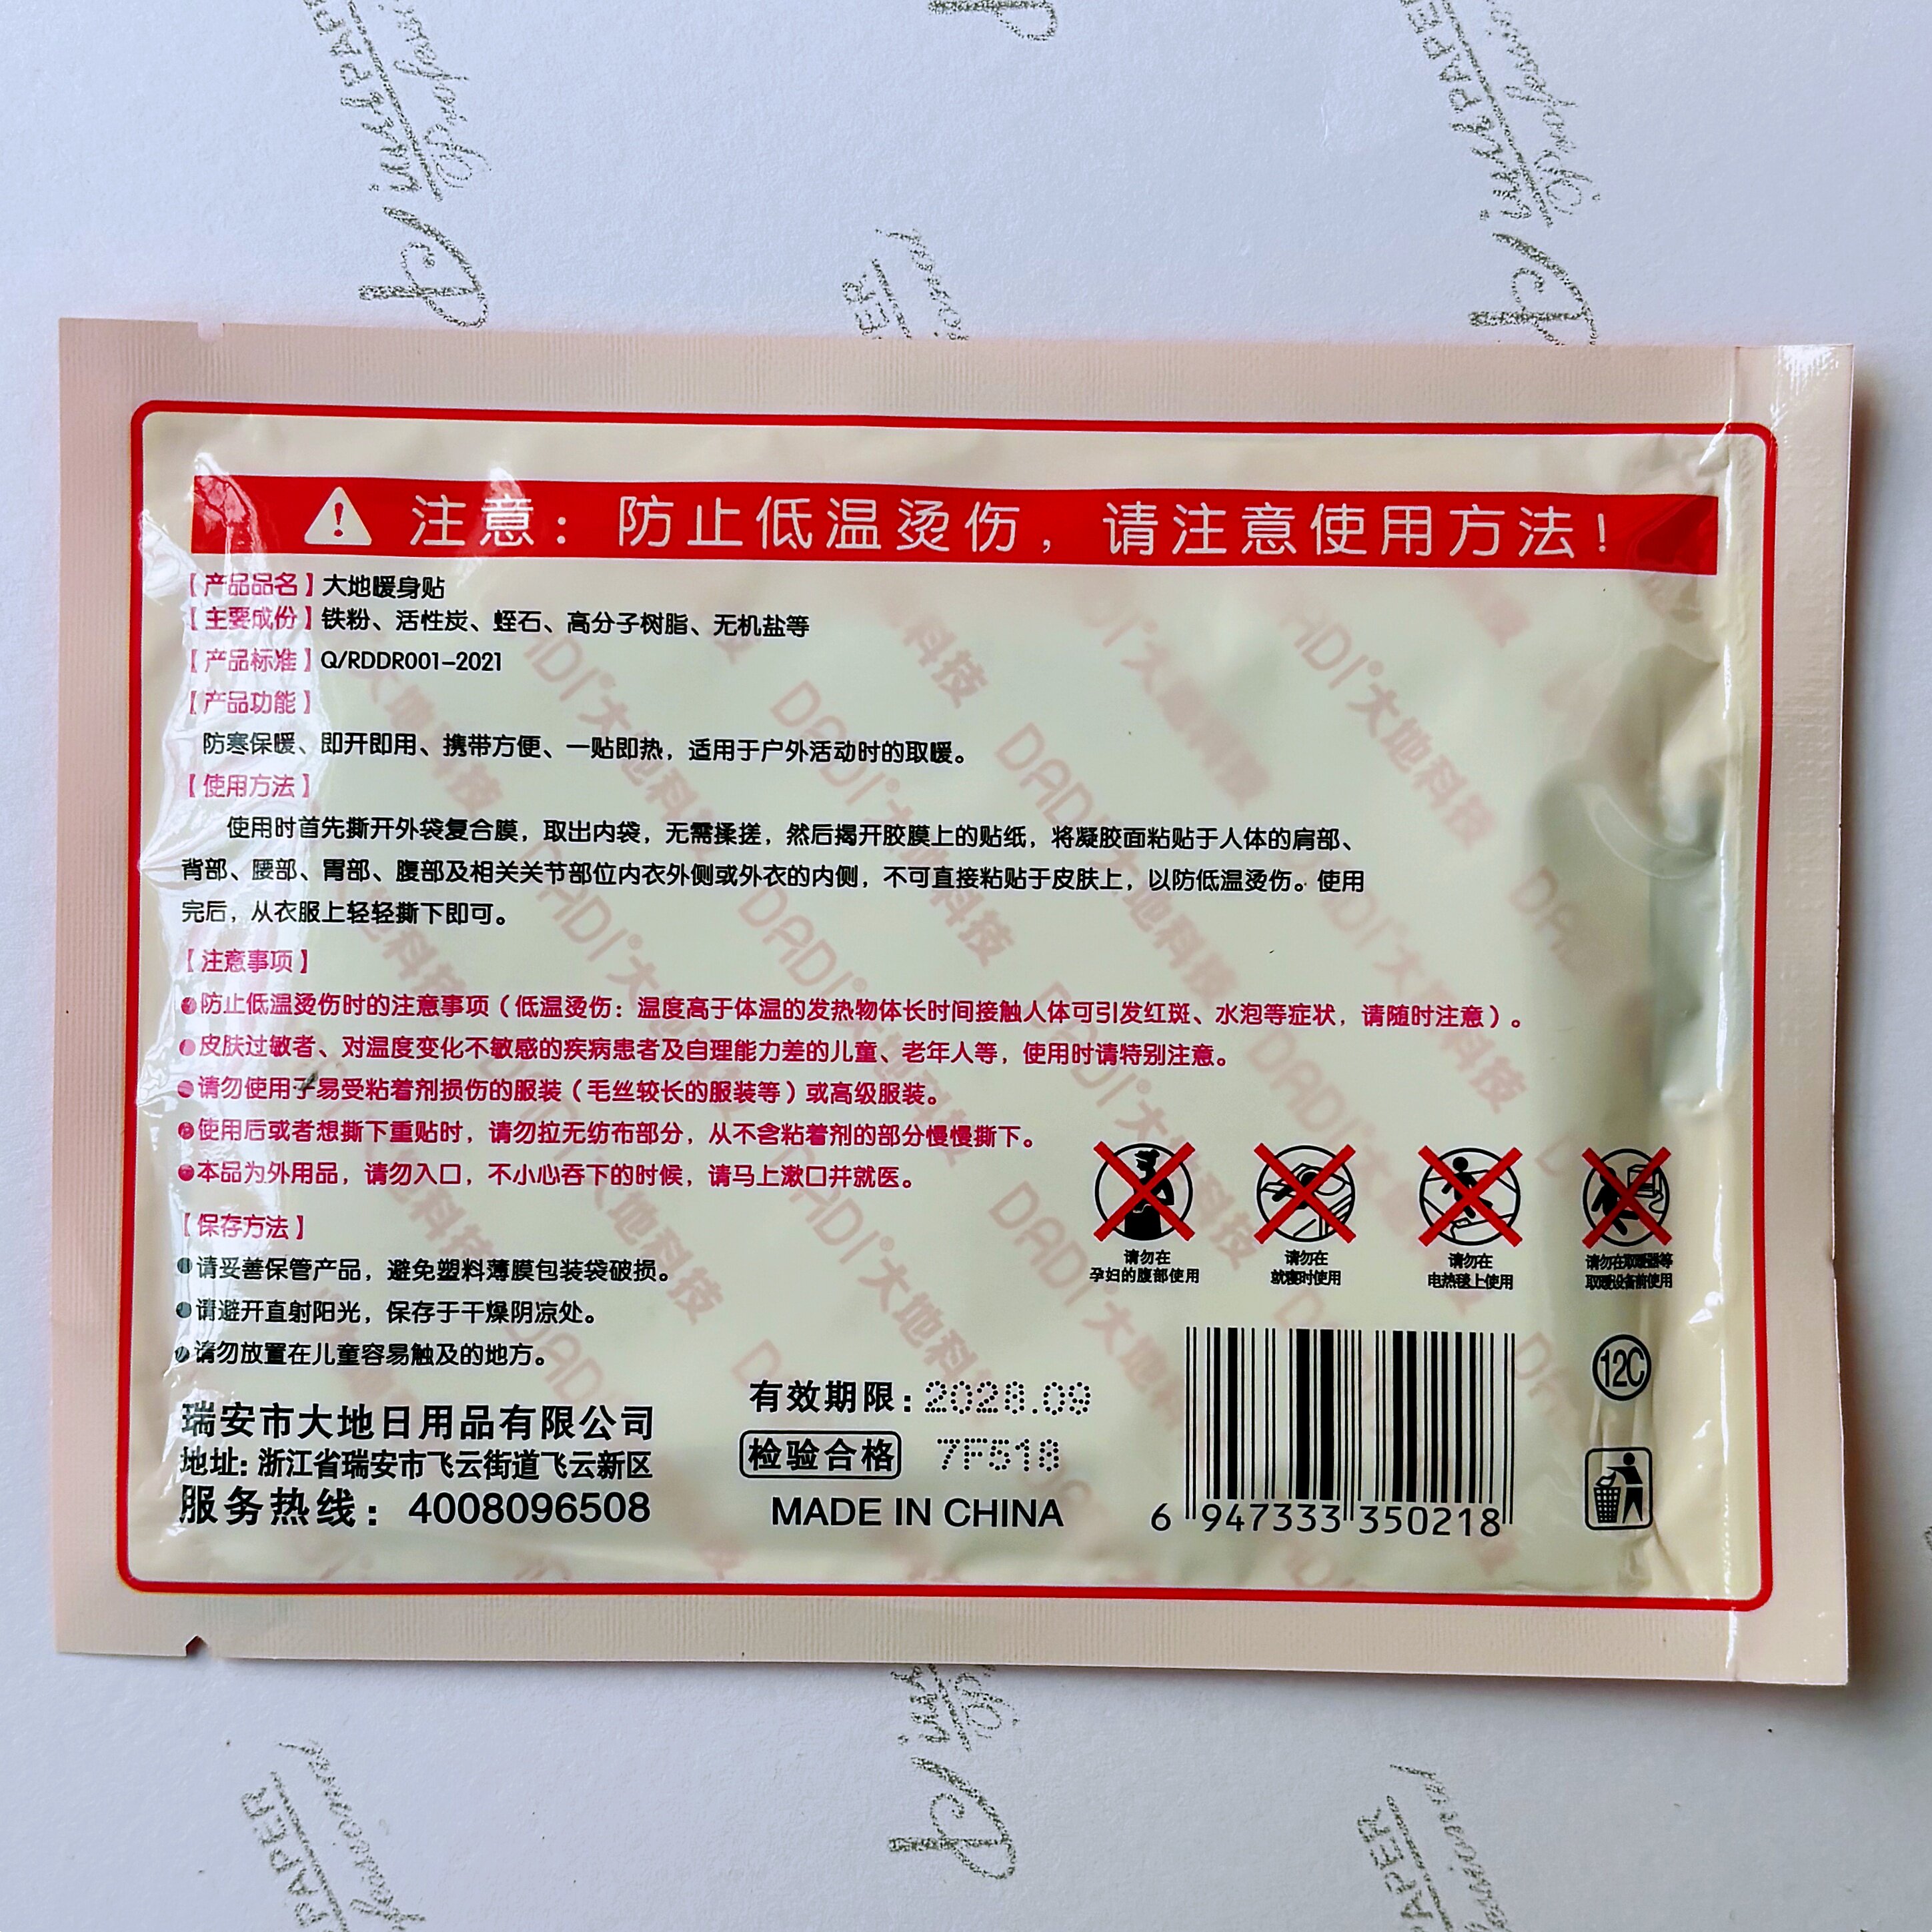 注意：防止低温烫伤，请注意使用方法！
【产品品名】大地暖身贴
【主要成份】铁粉、活性炭、蛭石、高分子树脂、无机盐等
【产品标准】Q/RDDR001-2021
【产品功能】
防寒保暖、即开即用、携带方便、一贴即热，适用于户外活动时的取暖。
【使用方法】
使用时首先撕开外袋复合膜，取出内袋，无需揉搓，然后揭开胶膜上的贴纸，将凝胶面粘贴于人体的肩部、
背部、腰部、胃部、腹部及相关关节部位内衣外侧或外衣的内侧，不可直接粘贴于皮肤上，以防低温烫伤。使用
完后，从衣服上轻轻撕下即可。
【注意事项】
●防止低温烫伤时的注意事项（低温烫伤：温度高于体温的发热物体长时间接触人体可引发红斑、水泡等症状，请随时注意）。
●皮肤过敏者、对温度变化不敏感的疾病患者及自理能力差的儿童、老年人等，使用时请特别注意。
●请勿使用于易受粘着剂损伤的服装（毛丝较长的服装等）或高级服装。
●使用后或者想撕下重贴时，请勿拉无纺布部分，从不含粘着剂的部分慢慢撕下。
●本品为外用品，请勿入口，不小心吞下的时候，请马上漱口并就医。
【保存方法】
●请妥善保管产品，避免塑料薄膜包装袋破损。
●请避开直射阳光，保存于干燥阴凉处。
●请勿放置在儿童容易触及的地方。
请勿在
孕妇的腹部使用
请勿在
就寝时使用
请勿在
电热毯上使用
请勿在取暖器等
取暖设备前使用
瑞安市大地日用品有限公司
地址：浙江省瑞安市飞云街道飞云新区
服务热线：4008096508
有效期限：2028.09
检验合格 7F518
MADE IN CHINA
6 947333 350218
12C
DADI®大地科技